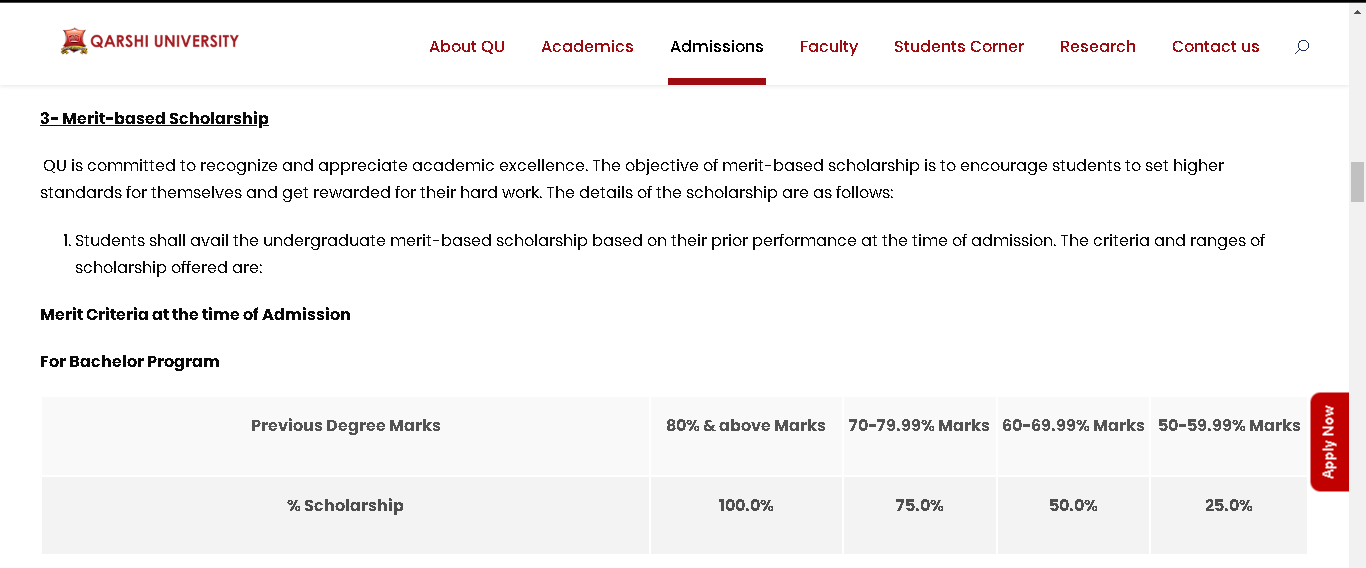 QARSHI UNIVERSITY
About QU Academics Admissions Faculty Students Corner Research Contact us
3- Merit-based Scholarship
QU is committed to recognize and appreciate academic excellence. The objective of merit-based scholarship is to encourage students to set higher
standards for themselves and get rewarded for their hard work. The details of the scholarship are as follows:
1. Students shall avail the undergraduate merit-based scholarship based on their prior performance at the time of admission. The criteria and ranges of
scholarship offered are:
Merit Criteria at the time of Admission
For Bachelor Program
Previous Degree Marks 80% & above Marks 70-79.99% Marks 60-69.99% Marks 50-59.99% Marks
% Scholarship 100.0% 75.0% 50.0% 25.0%
Apply Now